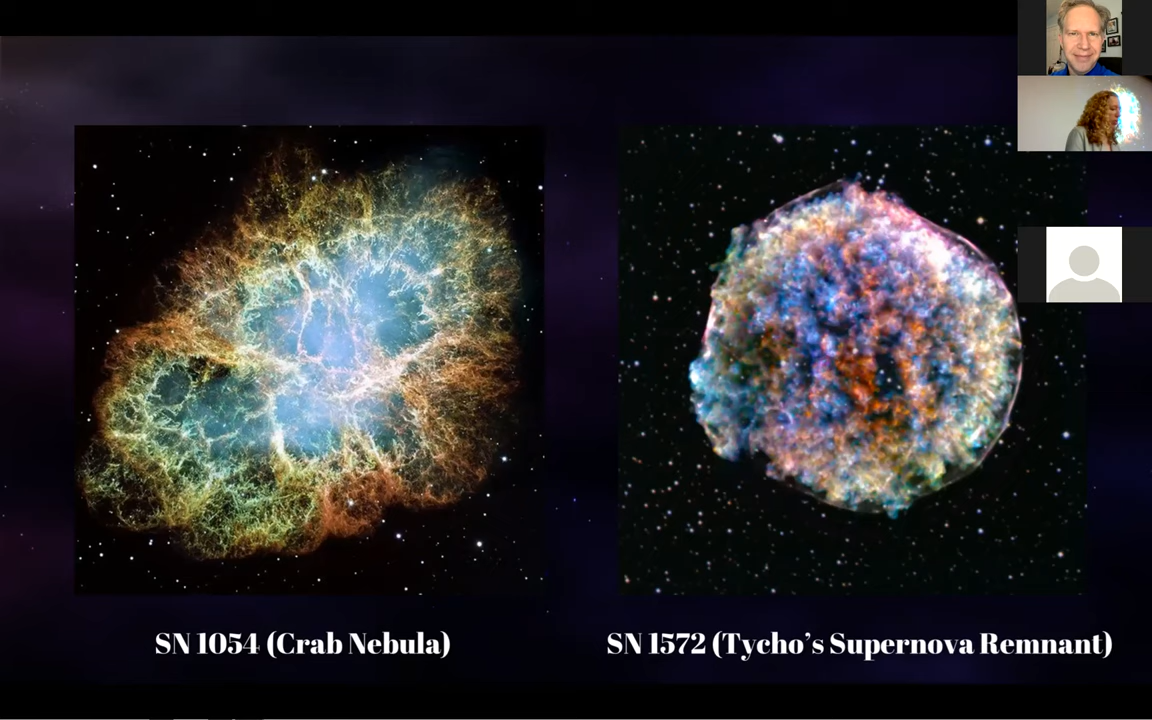 SN 1054 (Crab Nebula)
SN 1572 (Tycho’s Supernova Remnant)